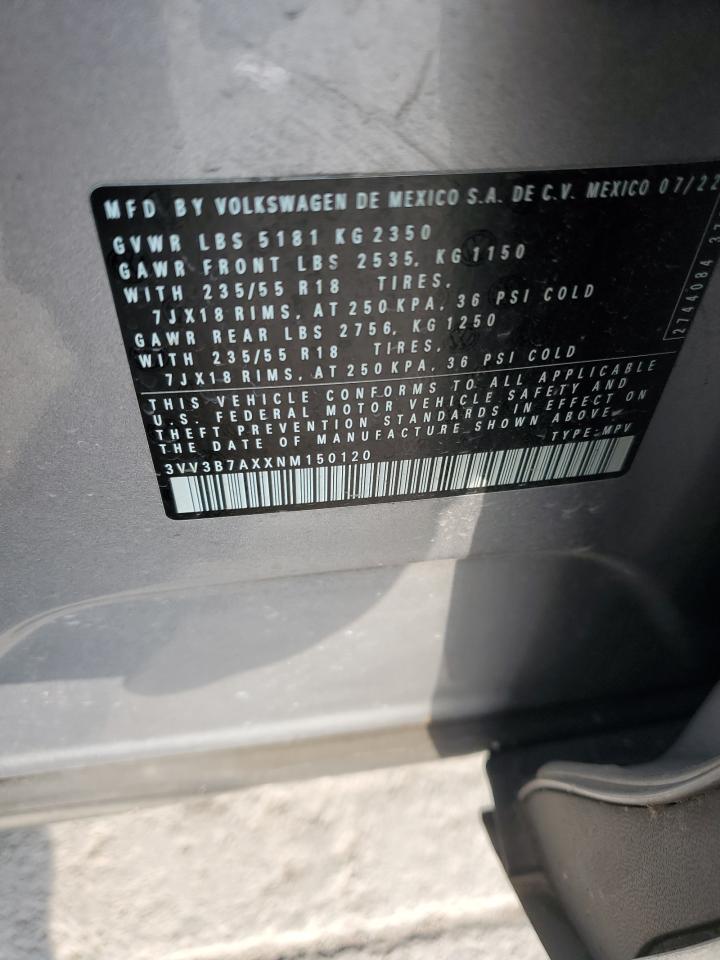 MFD BY VOLKSWAGEN DE MEXICO S.A. DE C.V. MEXICO 07/22
GVWR LBS 5181 KG 2350
GAWR FRONT LBS 2535, KG 1150
WITH 235/55 R18 TIRES,
7JX18 RIMS, AT 250 KPA, 36 PSI COLD
GAWR REAR LBS 2756, KG 1250
WITH 235/55 R18 TIRES,
7JX18 RIMS, AT 250 KPA, 36 PSI COLD
THIS VEHICLE CONFORMS TO ALL APPLICABLE
U.S. FEDERAL MOTOR VEHICLE SAFETY AND
THEFT PREVENTION STANDARDS IN EFFECT ON
THE DATE OF MANUFACTURE SHOWN ABOVE
TYPE-MPV
3VV3B7AXXNM150120
2744084